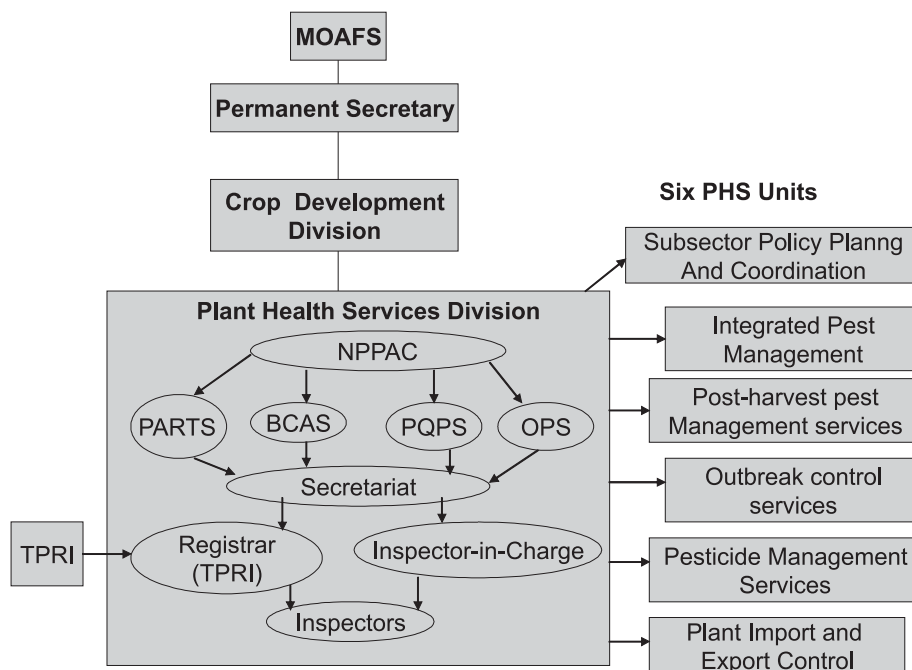 MOAFS
Permanent Secretary
Crop Development
Division
Six PHS Units
Subsector Policy Planng
And Coordination
Plant Health Services Division
NPPAC
Integrated Pest
Management
PARTS
BCAS
PQPS
OPS
Post-harvest pest
Management services
Secretariat
Outbreak control
services
TPRI
Registrar
(TPRI)
Inspector-in-Charge
Pesticide Management
Services
Inspectors
Plant Import and
Export Control